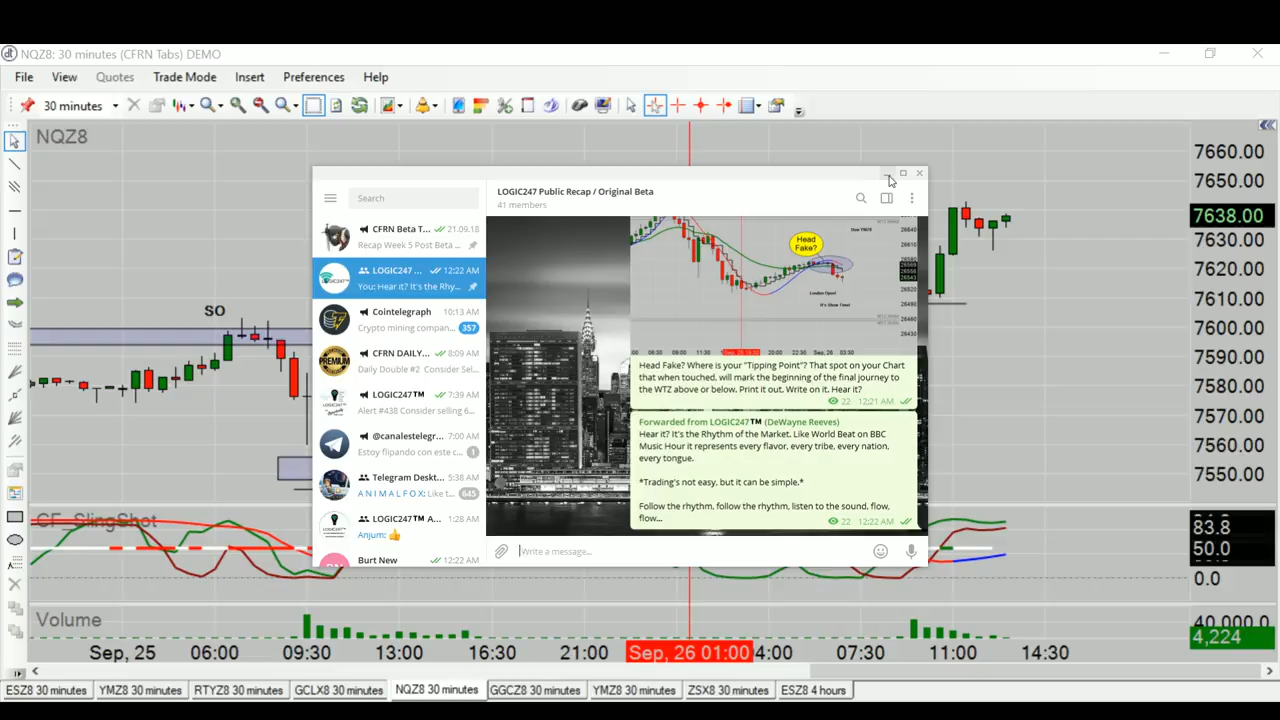 NQZ8: 30 minutes (CFRN Tabs) DEMO
File View Quotes Trade Mode Insert Preferences Help
30 minutes
NQZ8
7660.00
7650.00
7638.00
7630.00
7620.00
7610.00
7600.00
7590.00
7580.00
7570.00
7560.00
7550.00
SO
Search
CFRN Beta T... 21.09.18
Recap Week 5 Post Beta ...
LOGIC247 ... 12:22 AM
You: Hear it? It's the Rhy...
Cointelegraph 10:13 AM
Crypto mining compan... 357
CFRN DAILY... 8:09 AM
Daily Double #2 Consider Sel...
LOGIC247™ 7:39 AM
Alert #438 Consider selling 6...
@canalestelegr... 7:00 AM
Estoy flipando con este c... 1
Telegram Deskt... 5:38 AM
A N I M A L F O X: Like t... 645
LOGIC247™ A... 1:28 AM
Anjum: 👍
Burt New 12:22 AM
LOGIC247 Public Recap / Original Beta
41 members
Head
Fake?
London Open!
It's Show Time!
Head Fake? Where is your "Tipping Point"? That spot on your Chart
that when touched, will mark the beginning of the final journey to
the WTZ above or below. Print it out. Write on it. Hear it?
22 12:21 AM
Forwarded from LOGIC247™ (DeWayne Reeves)
Hear it? It's the Rhythm of the Market. Like World Beat on BBC
Music Hour it represents every flavor, every tribe, every nation,
every tongue.
*Trading's not easy, but it can be simple.*
Follow the rhythm, follow the rhythm, listen to the sound, flow,
flow...
22 12:22 AM
Write a message...
CF_SlingShot
83.8
50.0
0.0
Volume
40,000.0
4,224
Sep, 25 06:00 09:30 13:00 16:30 21:00 Sep, 26 01:00 4:00 07:30 11:00 14:30
ESZ8 30 minutes YMZ8 30 minutes RTYZ8 30 minutes GCLX8 30 minutes NQZ8 30 minutes GGCZ8 30 minutes YMZ8 30 minutes ZSX8 30 minutes ESZ8 4 hours